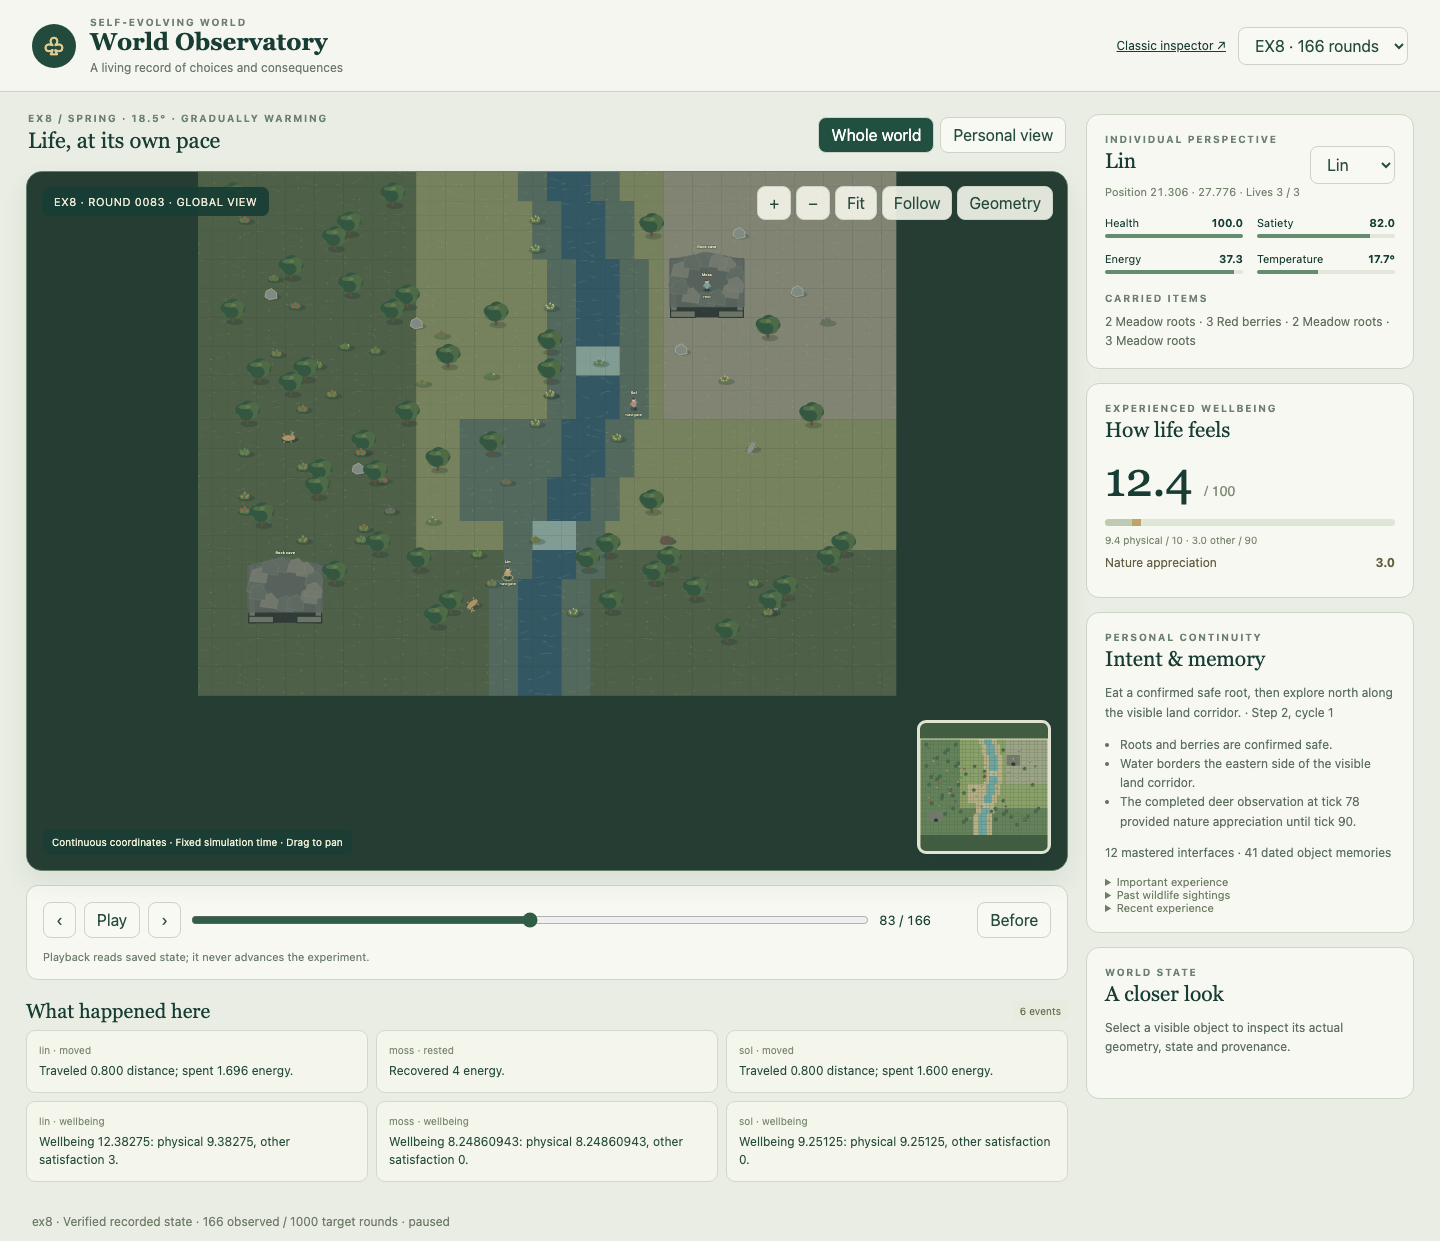 SELF-EVOLVING WORLD
World Observatory
A living record of choices and consequences
Classic inspector ↗
EX8 · 166 rounds
EX8 / SPRING · 18.5° · GRADUALLY WARMING
Life, at its own pace
Whole world
Personal view
EX8 · ROUND 0083 · GLOBAL VIEW
+
−
Fit
Follow
Geometry
Rock cave
Moss
rest
Sol
navigate
Rock cave
Lin
navigate
Continuous coordinates · Fixed simulation time · Drag to pan
‹
Play
›
83 / 166
Before
Playback reads saved state; it never advances the experiment.
What happened here
6 events
lin · moved
Traveled 0.800 distance; spent 1.696 energy.
moss · rested
Recovered 4 energy.
sol · moved
Traveled 0.800 distance; spent 1.600 energy.
lin · wellbeing
Wellbeing 12.38275: physical 9.38275, other
satisfaction 3.
moss · wellbeing
Wellbeing 8.24860943: physical 8.24860943, other
satisfaction 0.
sol · wellbeing
Wellbeing 9.25125: physical 9.25125, other satisfaction
0.
ex8 · Verified recorded state · 166 observed / 1000 target rounds · paused
INDIVIDUAL PERSPECTIVE
Lin
Lin
Position 21.306 · 27.776 · Lives 3 / 3
Health 100.0
Satiety 82.0
Energy 37.3
Temperature 17.7°
CARRIED ITEMS
2 Meadow roots · 3 Red berries · 2 Meadow roots ·
3 Meadow roots
EXPERIENCED WELLBEING
How life feels
12.4 / 100
9.4 physical / 10 · 3.0 other / 90
Nature appreciation 3.0
PERSONAL CONTINUITY
Intent & memory
Eat a confirmed safe root, then explore north along
the visible land corridor. · Step 2, cycle 1
• Roots and berries are confirmed safe.
• Water borders the eastern side of the visible
land corridor.
• The completed deer observation at tick 78
provided nature appreciation until tick 90.
12 mastered interfaces · 41 dated object memories
▶ Important experience
▶ Past wildlife sightings
▶ Recent experience
WORLD STATE
A closer look
Select a visible object to inspect its actual
geometry, state and provenance.